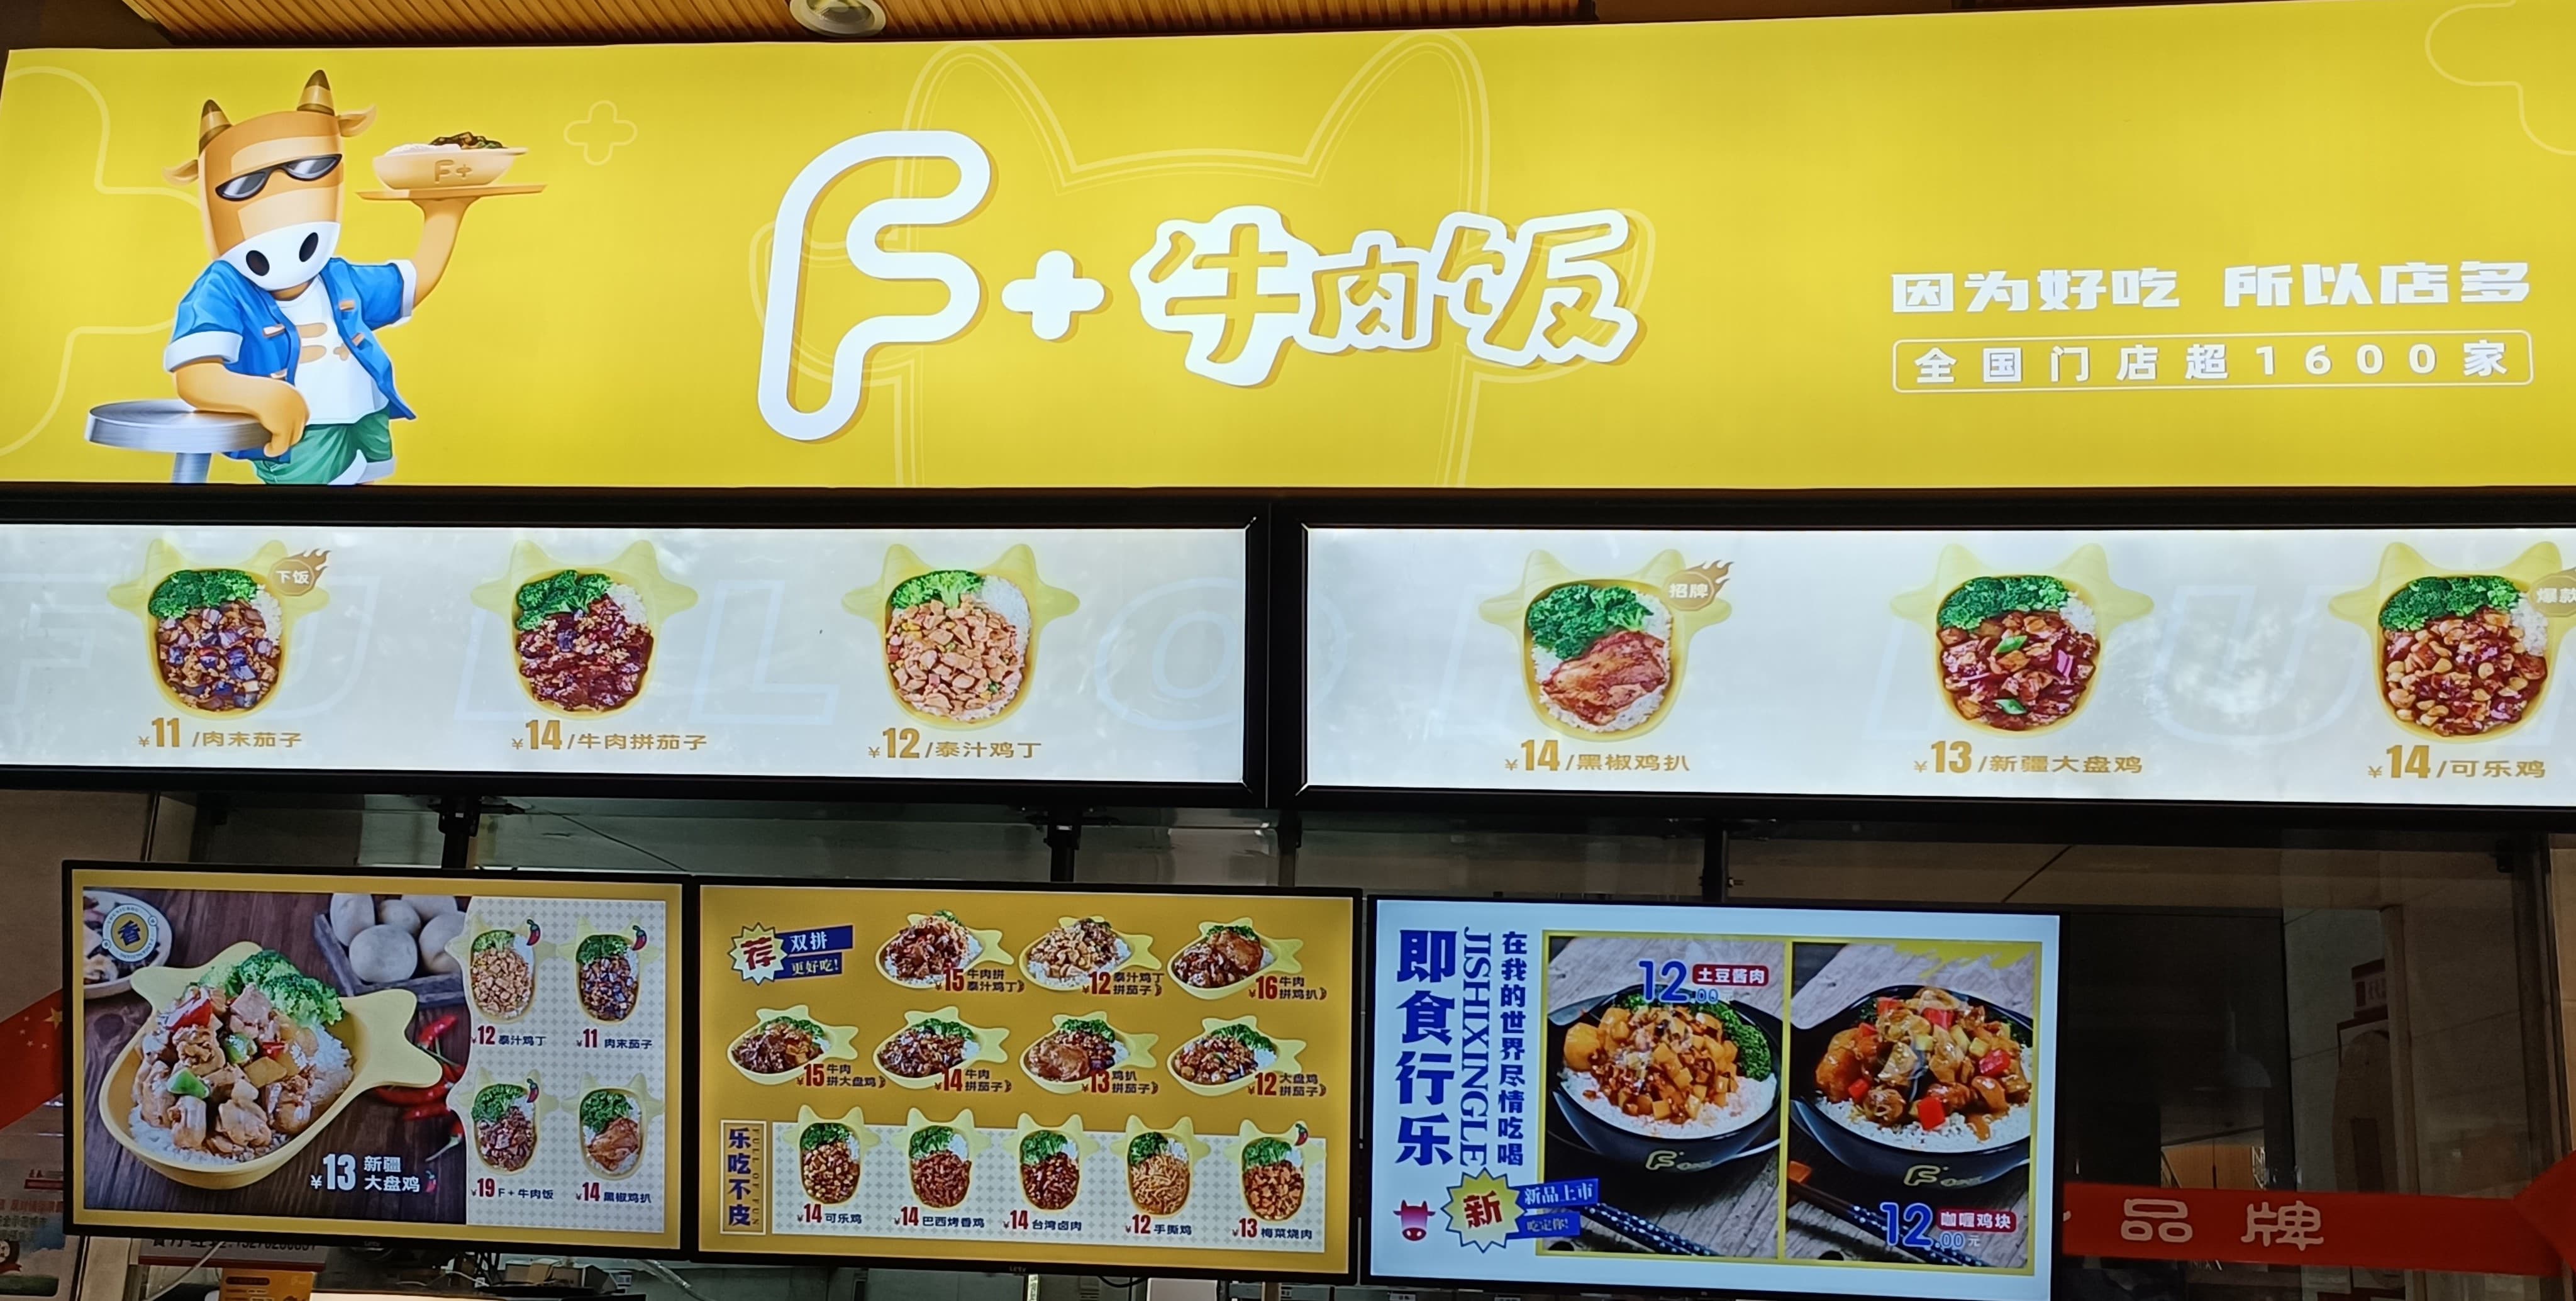 F+
F+牛肉饭
F+
因为好吃 所以店多
全国门店超1600家
下饭
招牌
爆款
¥11/肉末茄子
¥14/牛肉拼茄子
¥12/泰汁鸡丁
¥14/黑椒鸡扒
¥13/新疆大盘鸡
¥14/可乐鸡
香
¥13 新疆
大盘鸡
¥12 泰汁鸡丁
¥11 肉末茄子
¥19 F+牛肉饭
¥14 黑椒鸡扒
荐
双拼
更好吃!
¥15 牛肉拼
泰汁鸡丁
¥12 泰汁鸡丁
拼茄子
¥16 牛肉
拼鸡扒
¥15 牛肉
拼大盘鸡
¥14 牛肉
拼茄子
¥13 鸡扒
拼茄子
¥12 大盘鸡
拼茄子
乐吃不皮
FULL OF FUN
¥14 可乐鸡
¥14 巴西烤香鸡
¥14 台湾卤肉
¥12 手撕鸡
¥13 梅菜烧肉
即食行乐
JISHIXINGLE
在我的世界尽情吃喝
新
新品上市
吃定你!
12.00 土豆酱肉
F+
12.00元 咖喱鸡块
F+
品牌